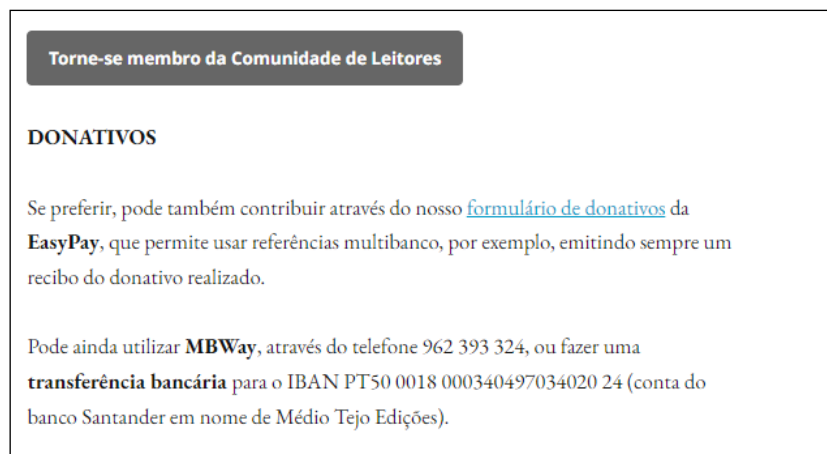 Torne-se membro da Comunidade de Leitores
DONATIVOS
Se preferir, pode também contribuir através do nosso formulário de donativos da
EasyPay, que permite usar referências multibanco, por exemplo, emitindo sempre um
recibo do donativo realizado.
Pode ainda utilizar MBWay, através do telefone 962 393 324, ou fazer uma
transferência bancária para o IBAN PT50 0018 000340497034020 24 (conta do
banco Santander em nome de Médio Tejo Edições).